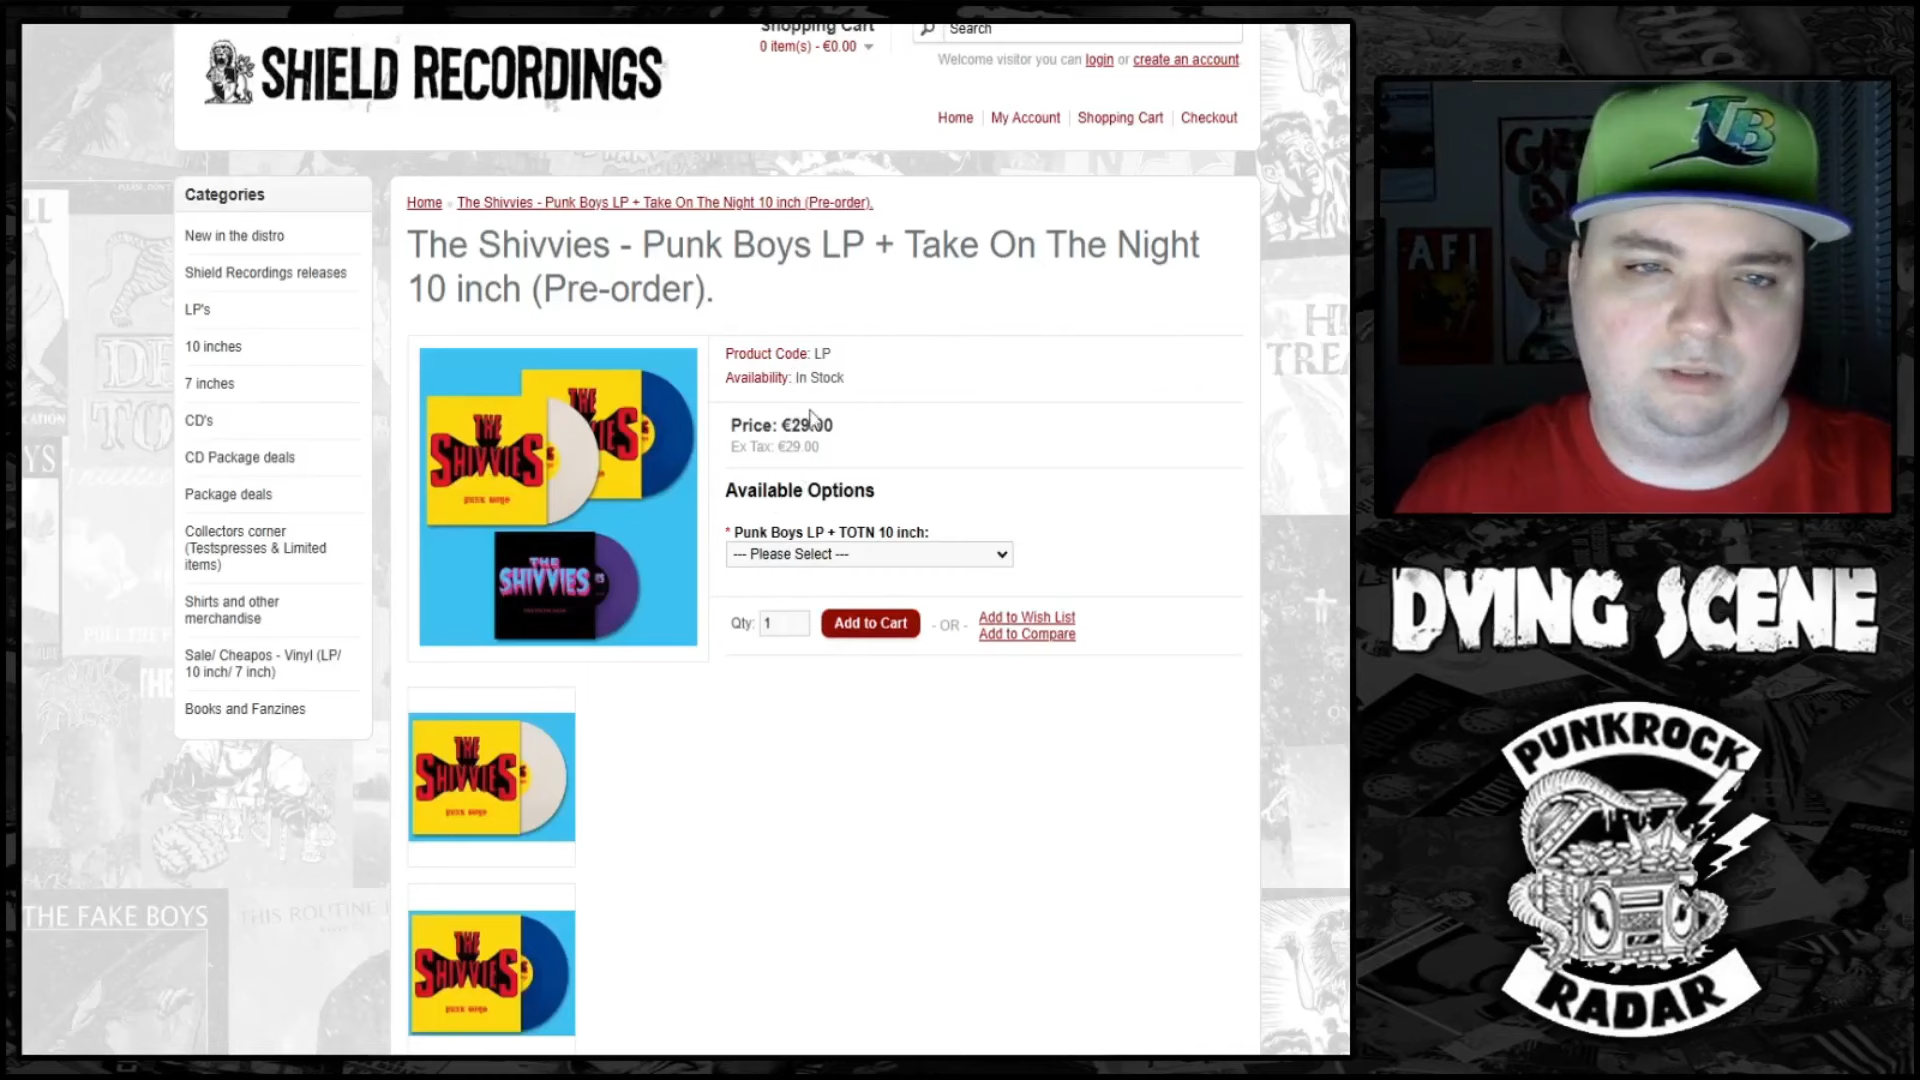 Shopping Cart
0 item(s) - €0.00
Search
Welcome visitor you can login or create an account
SHIELD RECORDINGS
Home
My Account
Shopping Cart
Checkout
Categories
New in the distro
Shield Recordings releases
LP's
10 inches
7 inches
CD's
CD Package deals
Package deals
Collectors corner
(Testspresses & Limited
items)
Shirts and other
merchandise
Sale/ Cheapos - Vinyl (LP/
10 inch/ 7 inch)
Books and Fanzines
Home » The Shivvies - Punk Boys LP + Take On The Night 10 inch (Pre-order).
The Shivvies - Punk Boys LP + Take On The Night
10 inch (Pre-order).
Product Code: LP
Availability: In Stock
Price: €29.00
Ex Tax: €29.00
Available Options
* Punk Boys LP + TOTN 10 inch:
--- Please Select ---
Qty: 1
Add to Cart
- OR -
Add to Wish List
Add to Compare
THE
SHIVVIES
PUNK BOYS
THE
THE
SHIVVIES
THE
SHIVVIES
PUNK BOYS
THE
SHIVVIES
PUNK BOYS
THE FAKE BOYS
THIS ROUTINE
TB
AFI
DYING SCENE
PUNKROCK
RADAR